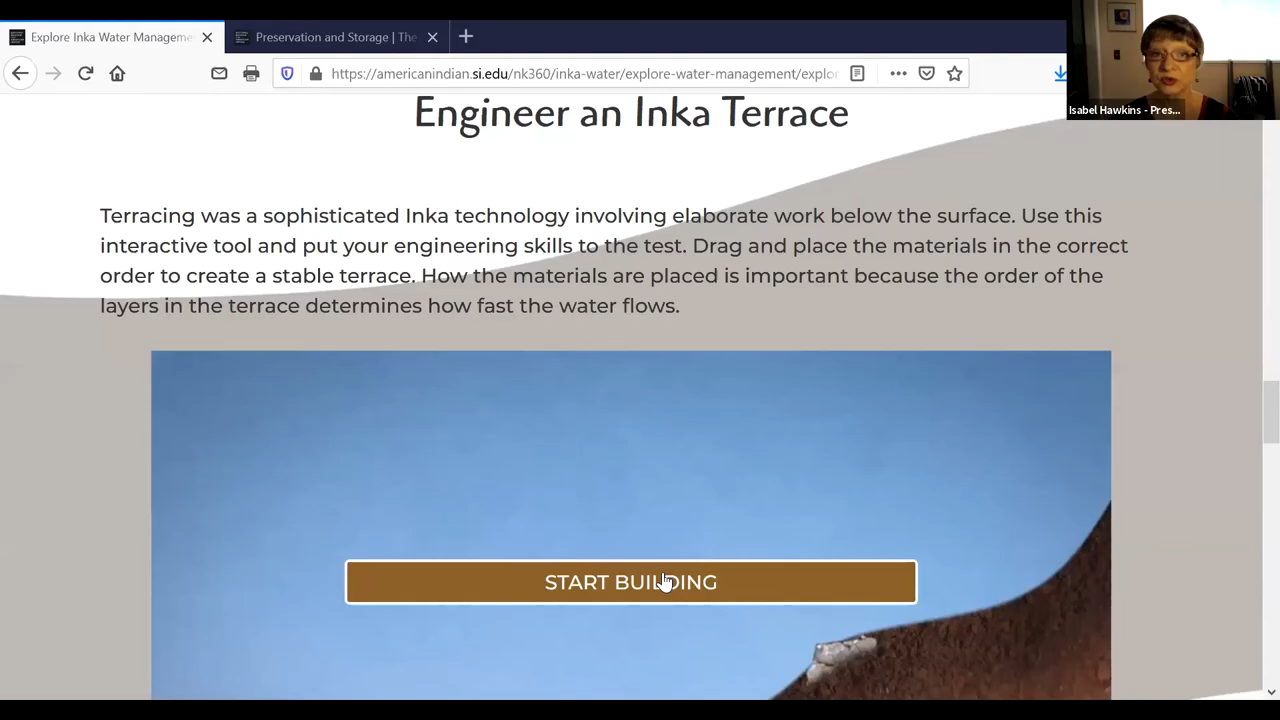 Explore Inka Water Manageme
Preservation and Storage | The
https://americanindian.si.edu/nk360/inka-water/explore-water-management/explo
Isabel Hawkins - Pres...
Engineer an Inka Terrace
Terracing was a sophisticated Inka technology involving elaborate work below the surface. Use this
interactive tool and put your engineering skills to the test. Drag and place the materials in the correct
order to create a stable terrace. How the materials are placed is important because the order of the
layers in the terrace determines how fast the water flows.
START BUILDING